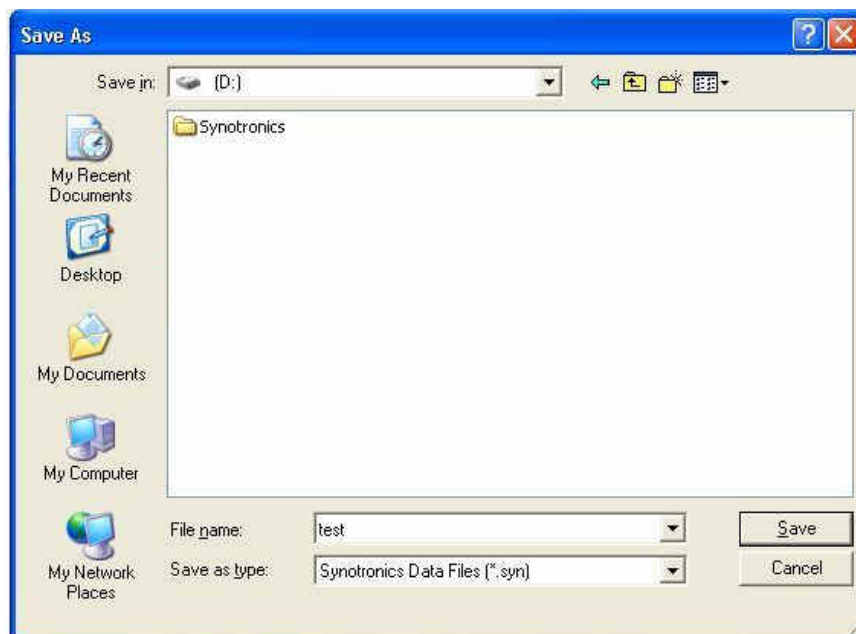 Save As
Save in:
(D:)
Synotronics
My Recent
Documents
Desktop
My Documents
My Computer
My Network
Places
File name:
test
Save
Save as type:
Synotronics Data Files (*.syn)
Cancel